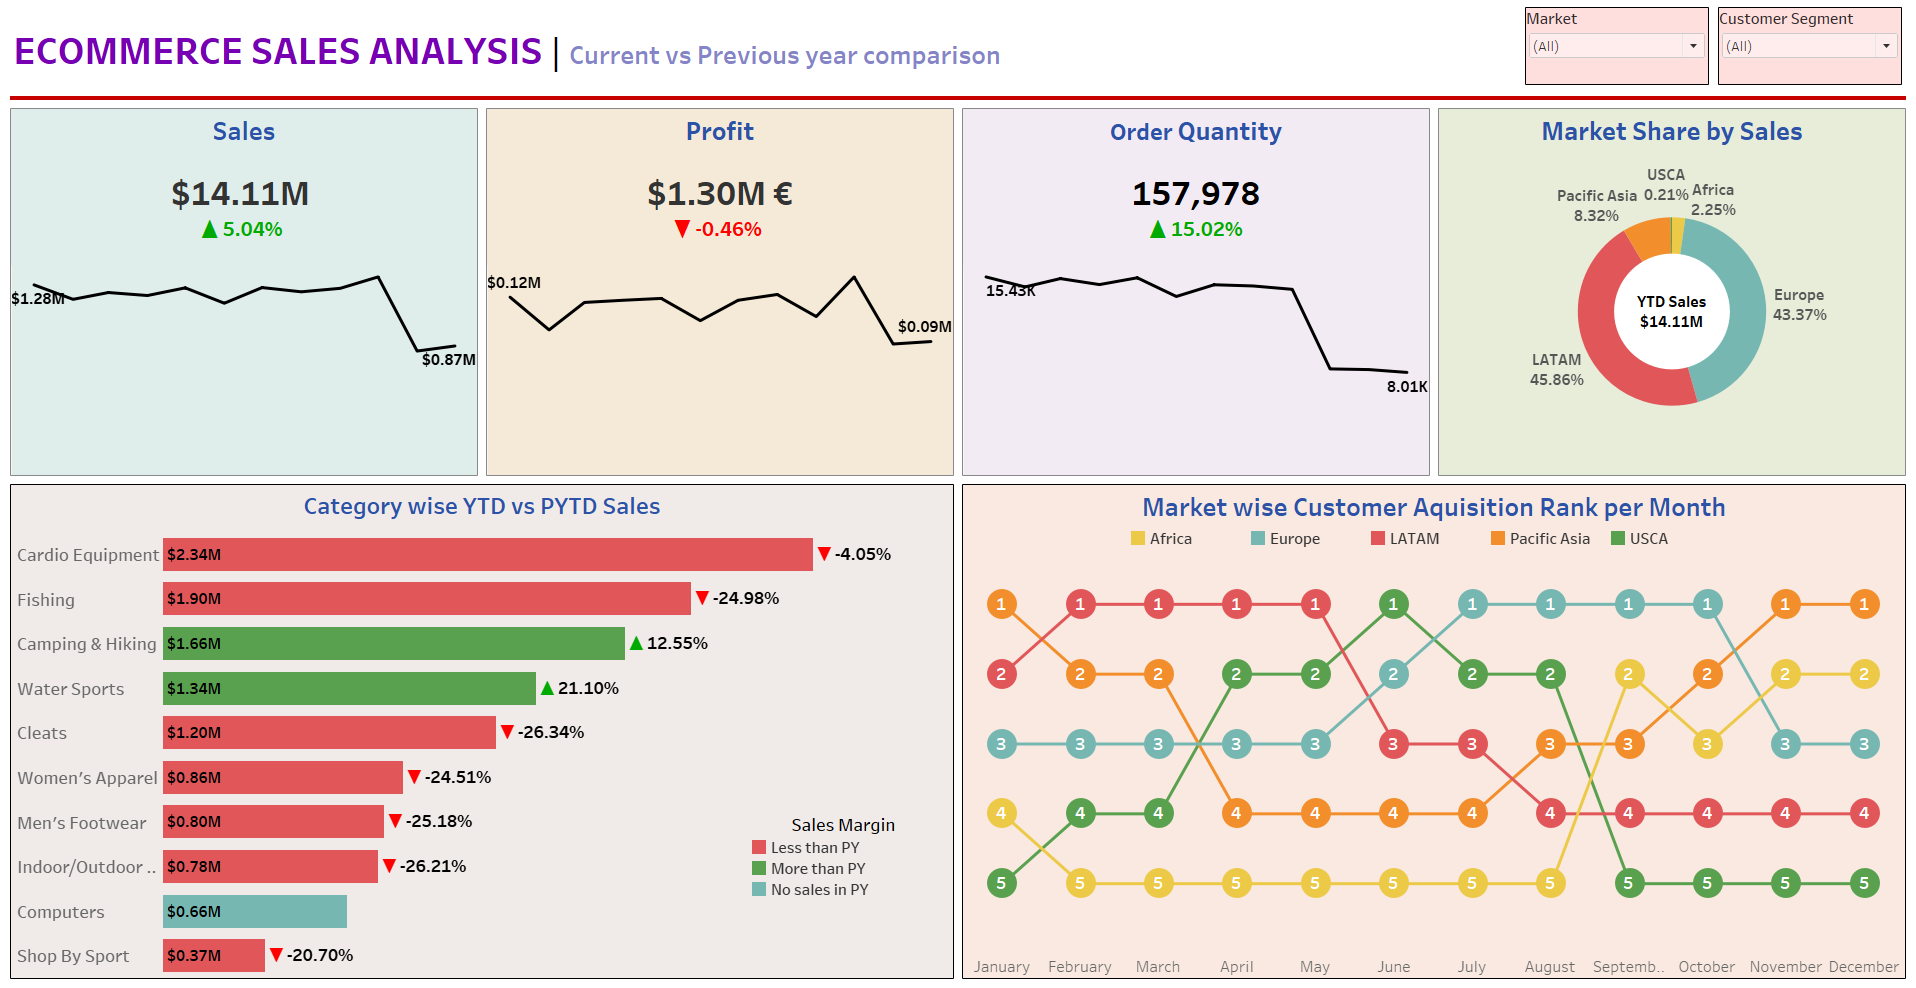 ECOMMERCE SALES ANALYSIS | Current vs Previous year comparison
Market
(All)
Customer Segment
(All)
Sales
$14.11M
▲ 5.04%
$1.28M
$0.87M
Profit
$1.30M €
▼ -0.46%
$0.12M
$0.09M
Order Quantity
157,978
▲ 15.02%
15.43K
8.01K
Market Share by Sales
USCA
0.21%
Africa
2.25%
Pacific Asia
8.32%
Europe
43.37%
YTD Sales
$14.11M
LATAM
45.86%
Category wise YTD vs PYTD Sales
Cardio Equipment $2.34M ▼ -4.05%
Fishing $1.90M ▼ -24.98%
Camping & Hiking $1.66M ▲ 12.55%
Water Sports $1.34M ▲ 21.10%
Cleats $1.20M ▼ -26.34%
Women's Apparel $0.86M ▼ -24.51%
Men's Footwear $0.80M ▼ -25.18%
Indoor/Outdoor .. $0.78M ▼ -26.21%
Computers $0.66M
Shop By Sport $0.37M ▼ -20.70%
Sales Margin
Less than PY
More than PY
No sales in PY
Market wise Customer Aquisition Rank per Month
Africa Europe LATAM Pacific Asia USCA
1 1 1 1 1 1 1 1 1 1 1 1
2 2 2 2 2 2 2 2 2 2 2 2
3 3 3 3 3 3 3 3 3 3 3 3
4 4 4 4 4 4 4 4 4 4 4 4
5 5 5 5 5 5 5 5 5 5 5 5
January February March April May June July August Septemb.. October November December